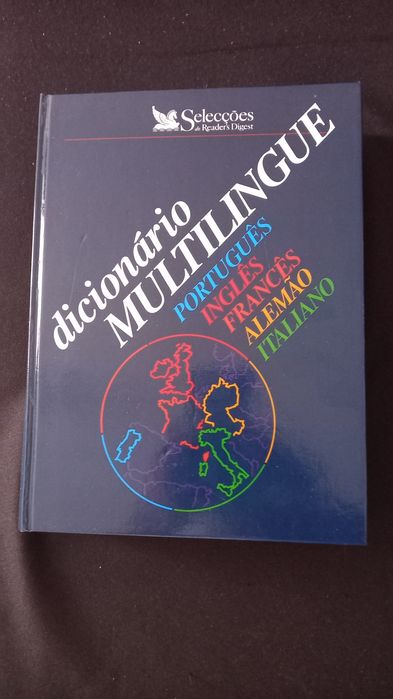 Selecções
do Reader's Digest
dicionário
MULTILINGUE
PORTUGUÊS
INGLÊS
FRANCÊS
ALEMÃO
ITALIANO